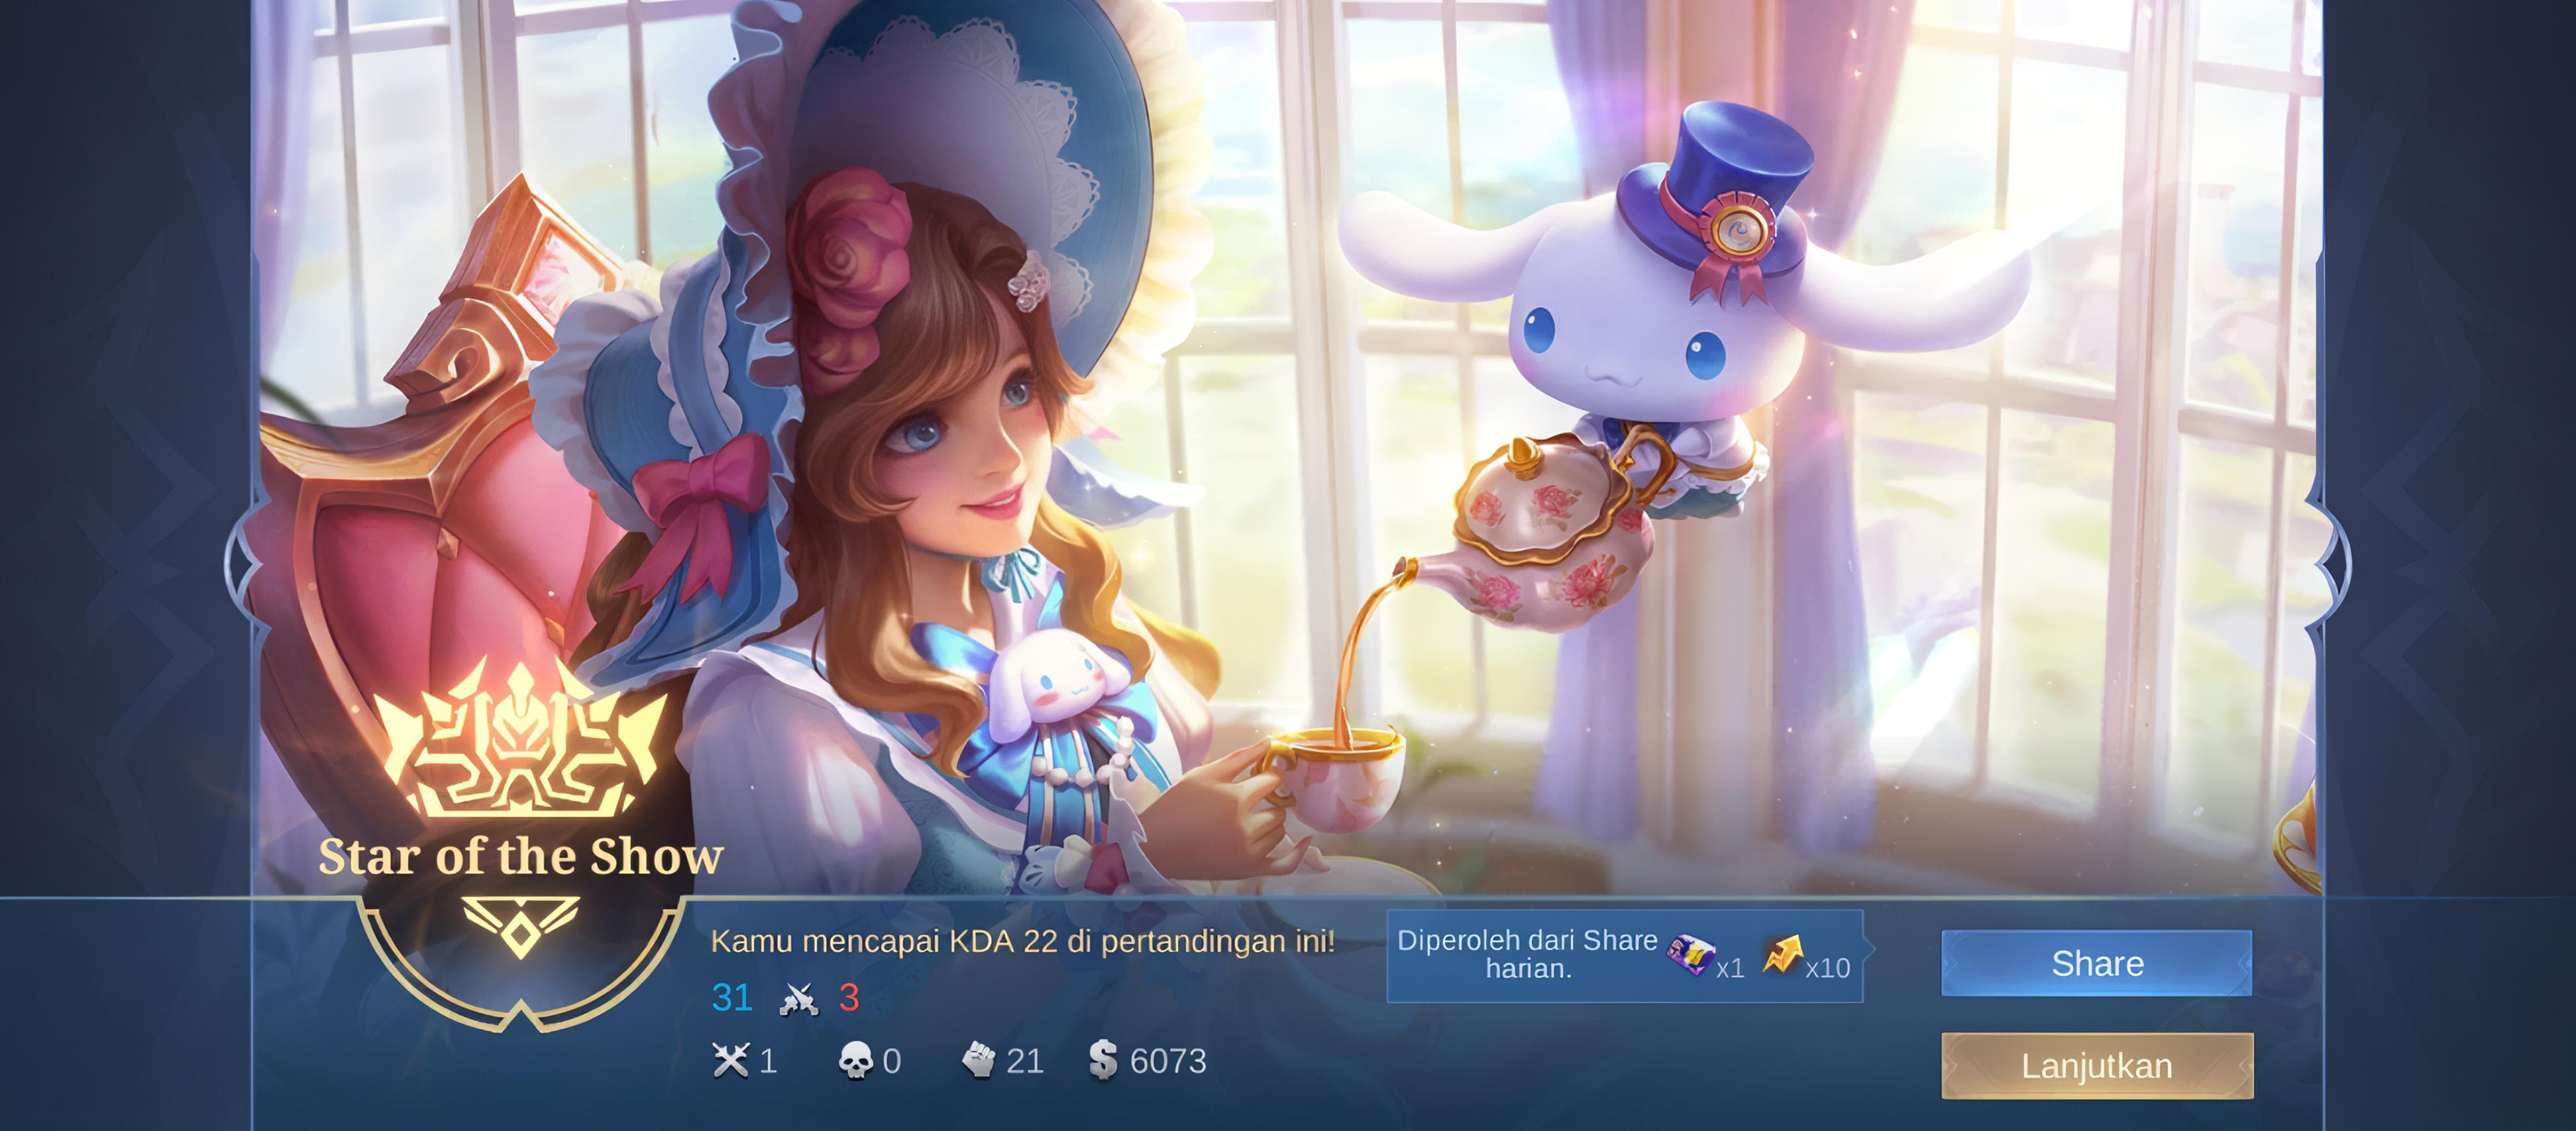 Star of the Show
Kamu mencapai KDA 22 di pertandingan ini!
31 3
1 0 21 6073
Diperoleh dari Share
harian.
x1 x10
Share
Lanjutkan